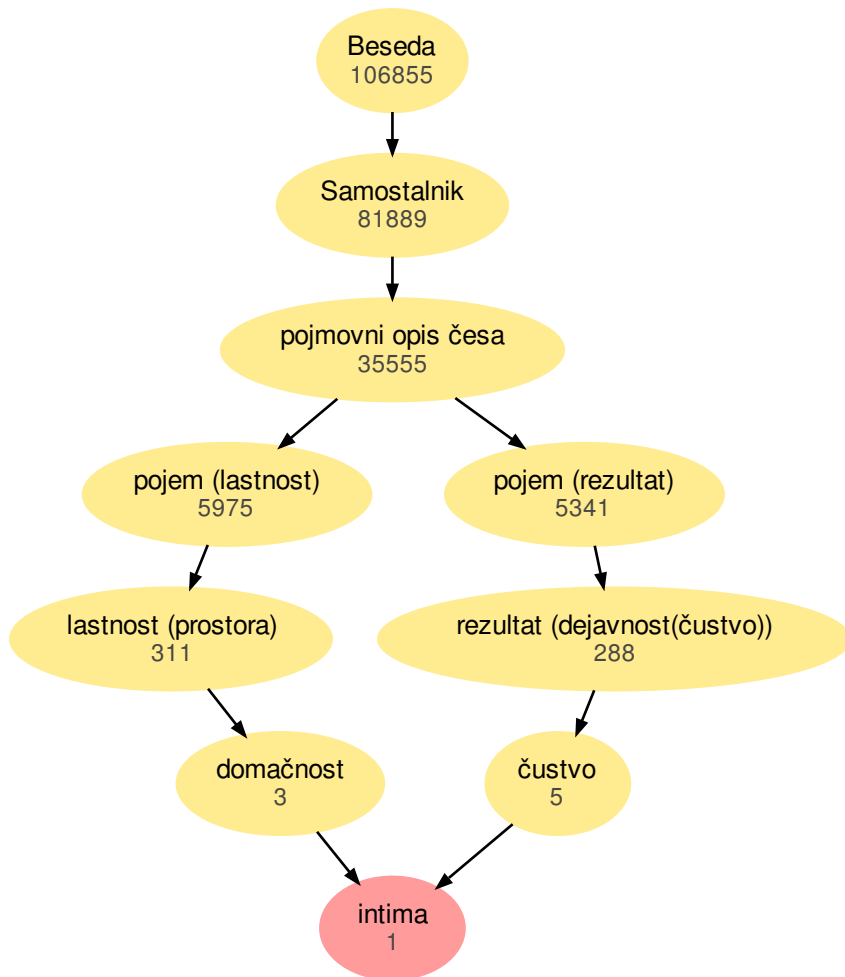 Beseda
106855
Samostalnik
81889
pojmovni opis česa
35555
pojem (lastnost)
5975
pojem (rezultat)
5341
lastnost (prostora)
311
rezultat (dejavnost(čustvo))
288
domačnost
3
čustvo
5
intima
1